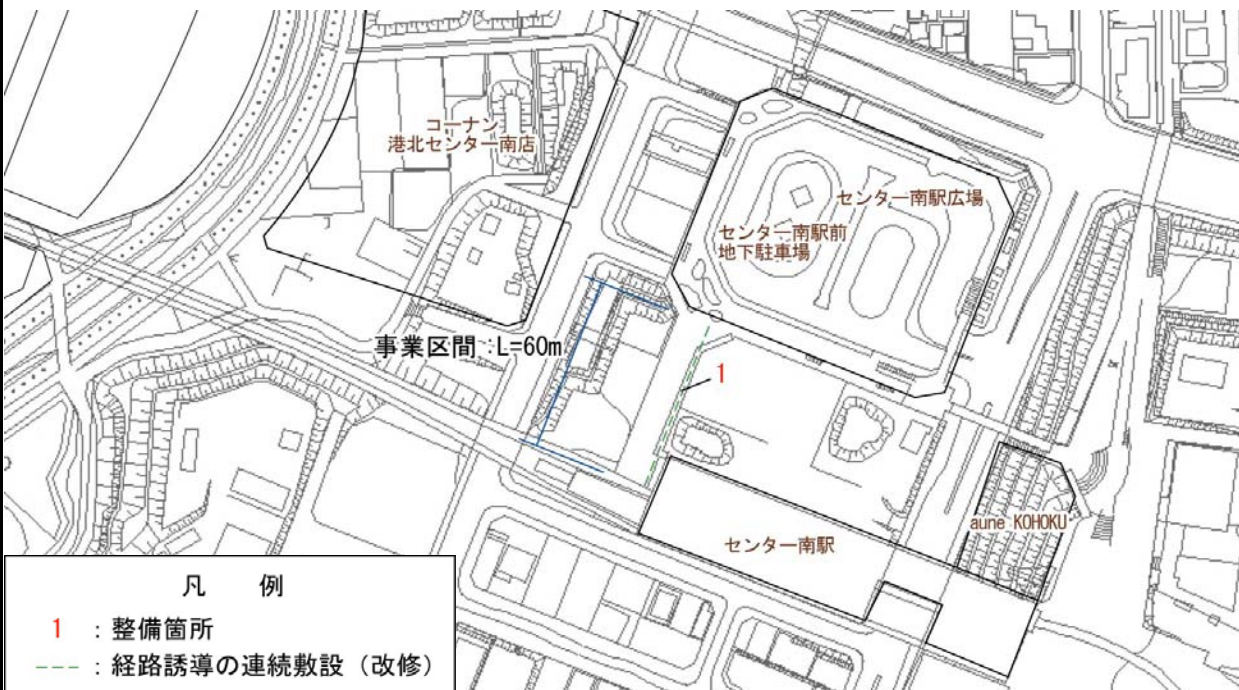 コーナン
港北センター南店
センター南駅広場
センター南駅前
地下駐車場
事業区間：L=60m
1
aune KOHOKU
センター南駅
凡　例
1 ：整備箇所
--- ：経路誘導の連続敷設（改修）